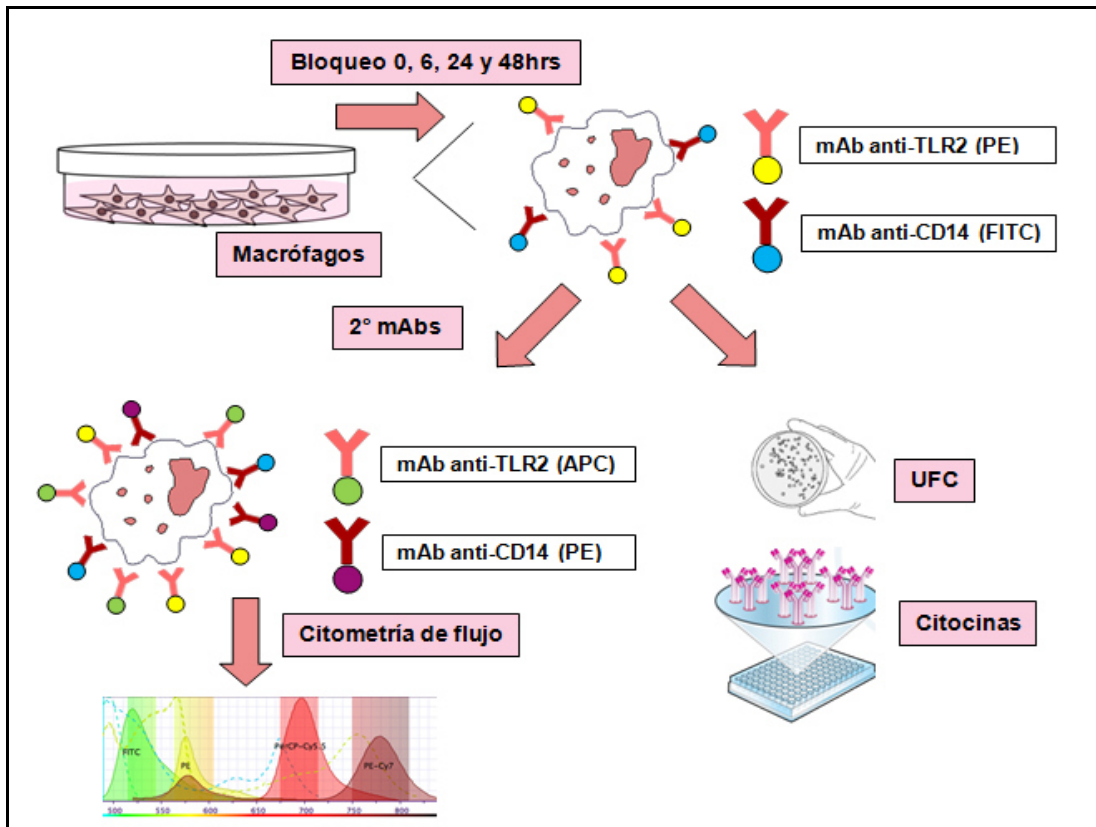 Bloqueo 0, 6, 24 y 48hrs
mAb anti-TLR2 (PE)
mAb anti-CD14 (FITC)
Macrófagos
2° mAbs
mAb anti-TLR2 (APC)
mAb anti-CD14 (PE)
UFC
Citometría de flujo
Citocinas
FITC
PE
PerCP-Cy5.5
PE-Cy7
500 550 600 650 700 750 800